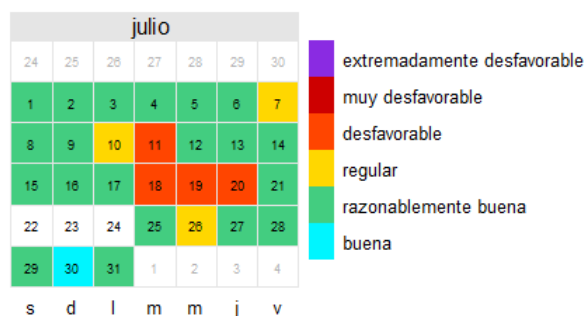 julio
24 25 26 27 28 29 30
1 2 3 4 5 6 7
8 9 10 11 12 13 14
15 16 17 18 19 20 21
22 23 24 25 26 27 28
29 30 31 1 2 3 4
s d l m m j v
extremadamente desfavorable
muy desfavorable
desfavorable
regular
razonablemente buena
buena